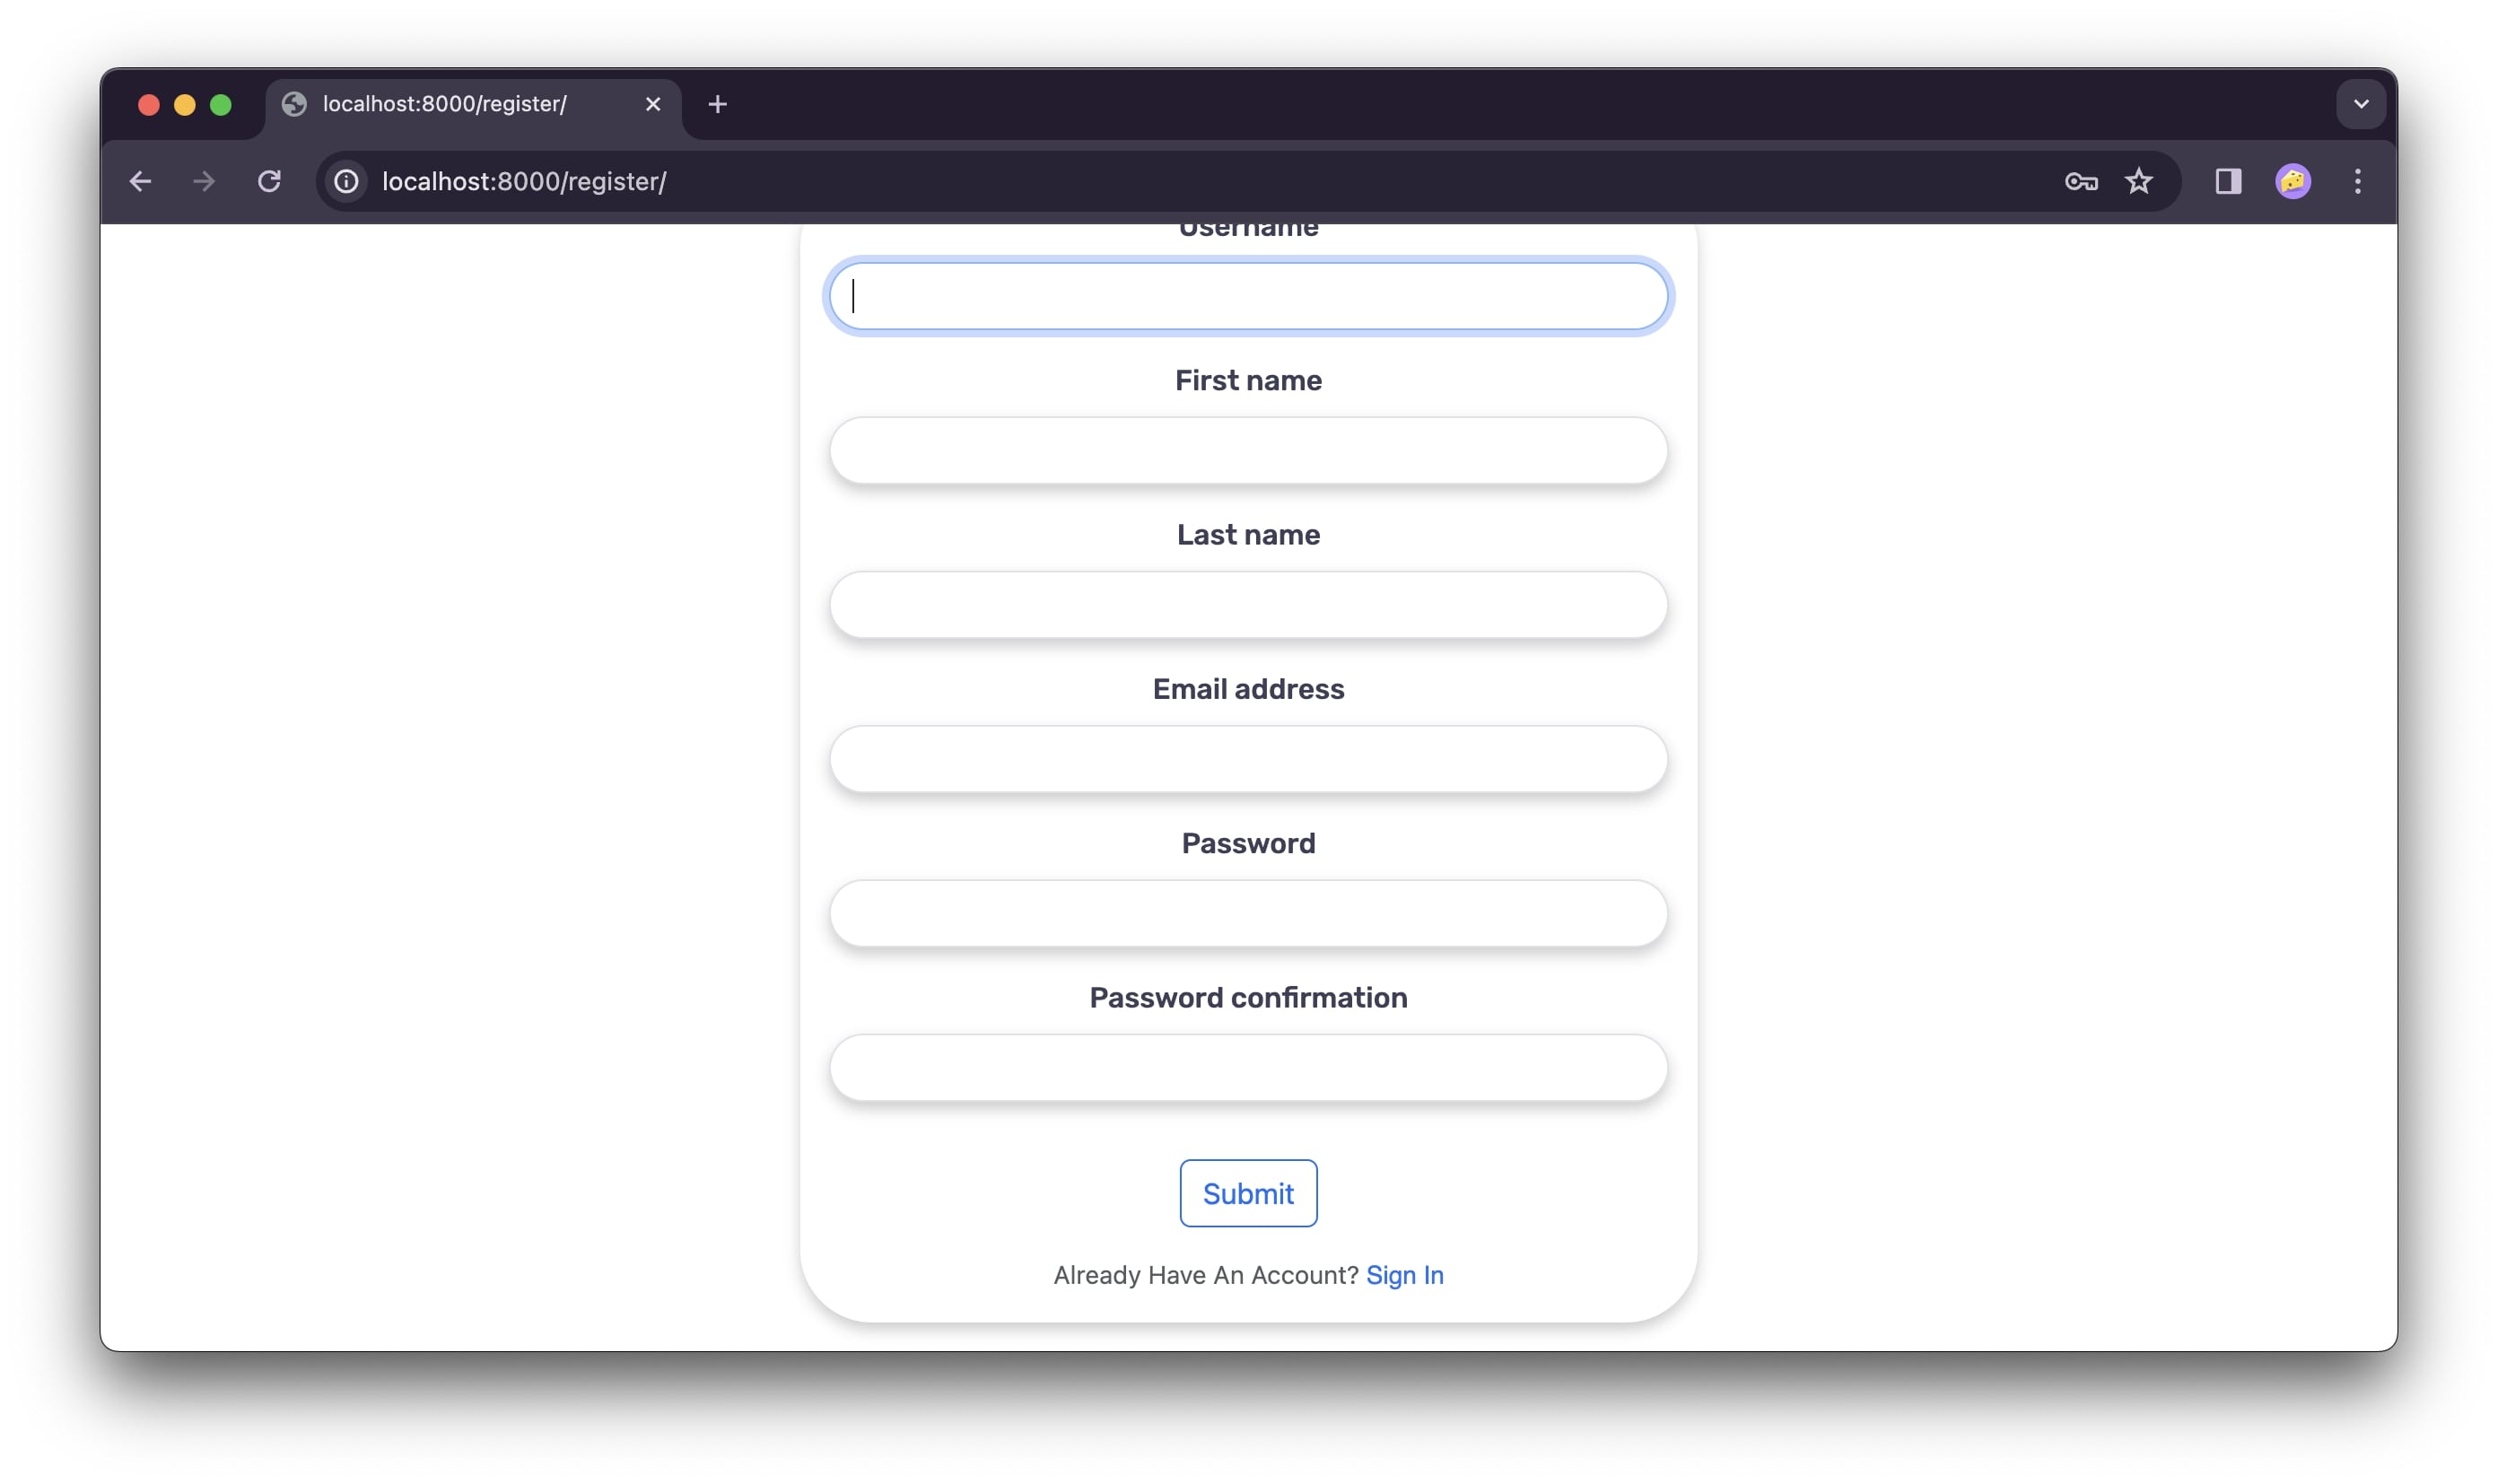 localhost:8000/register/
localhost:8000/register/
Username
First name
Last name
Email address
Password
Password confirmation
Submit
Already Have An Account? Sign In